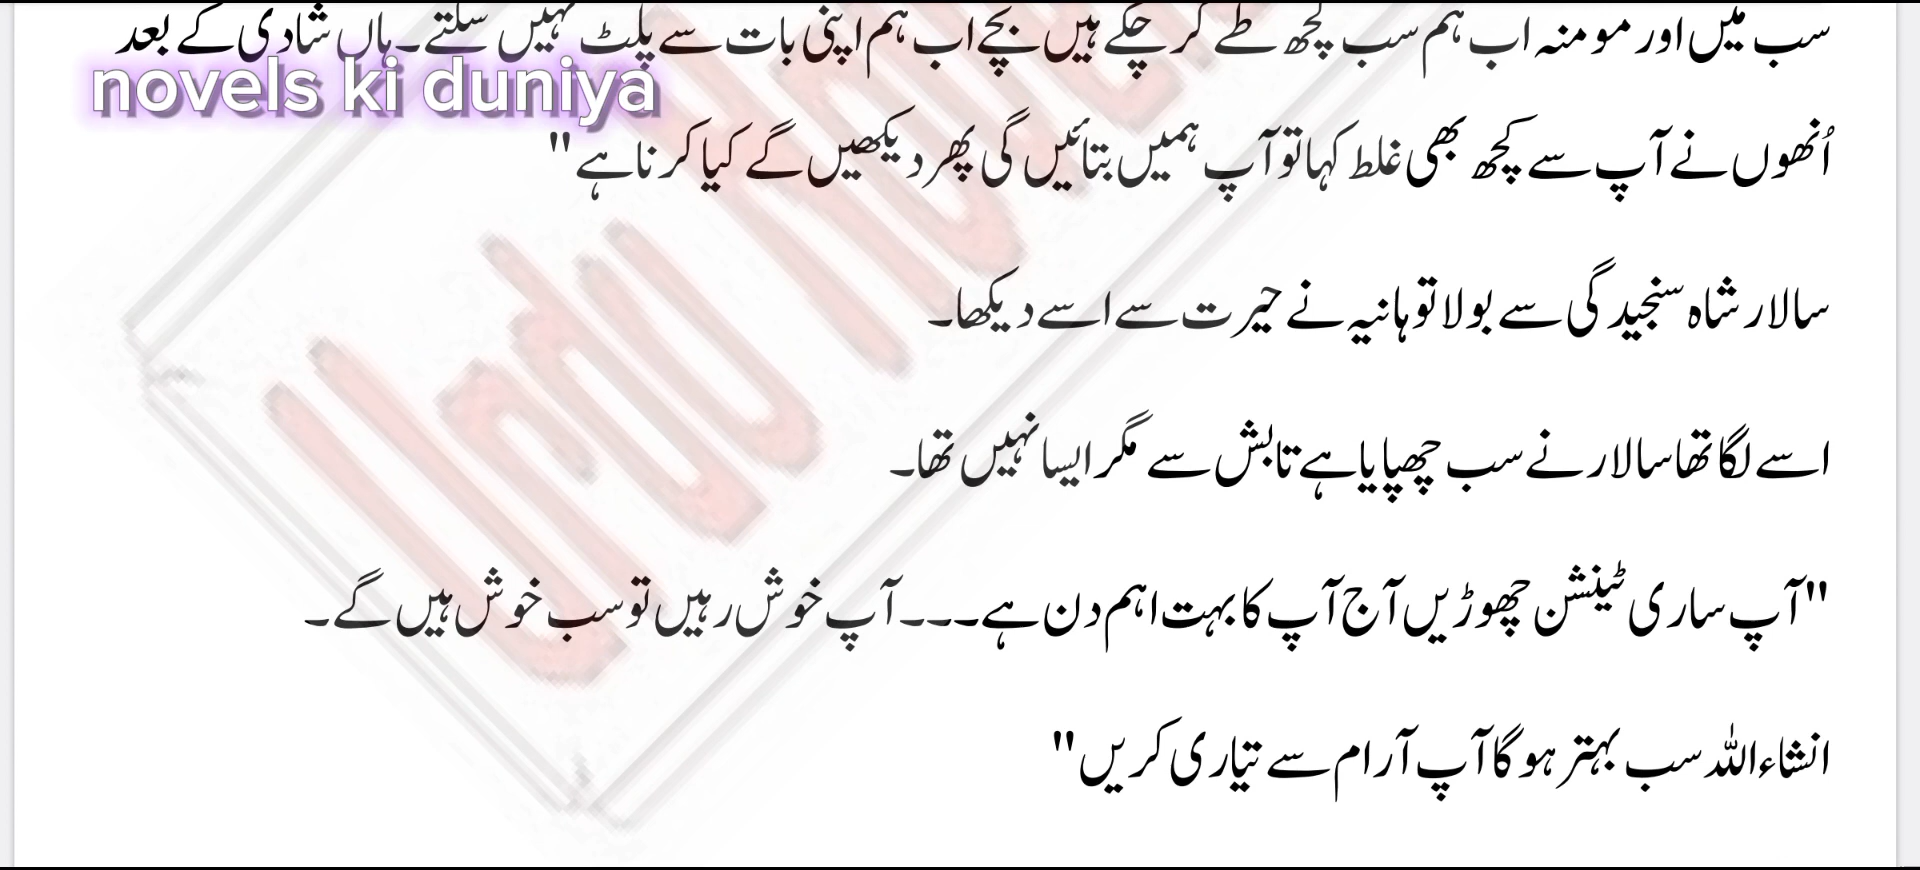 سب میں اور مومنہ اب ہم سب کچھ طے کر چکے ہیں بچے اب ہم اپنی بات سے پلٹ نہیں سکتے۔ ہاں شادی کے بعد
novels ki duniya
اُنھوں نے آپ سے کچھ بھی غلط کہا تو آپ ہمیں بتائیں گی پھر دیکھیں گے کیا کرنا ہے"
سالار شاہ سنجیدگی سے بولا تو ہانیہ نے حیرت سے اسے دیکھا۔
اسے لگا تھا سالار نے سب چھپایا ہے تابش سے مگر ایسا نہیں تھا۔
"آپ ساری ٹینشن چھوڑیں آج آپ کا بہت اہم دن ہے۔۔۔ آپ خوش رہیں تو سب خوش ہیں گے۔
انشاءاللہ سب بہتر ہو گا آپ آرام سے تیاری کریں"
Urdu